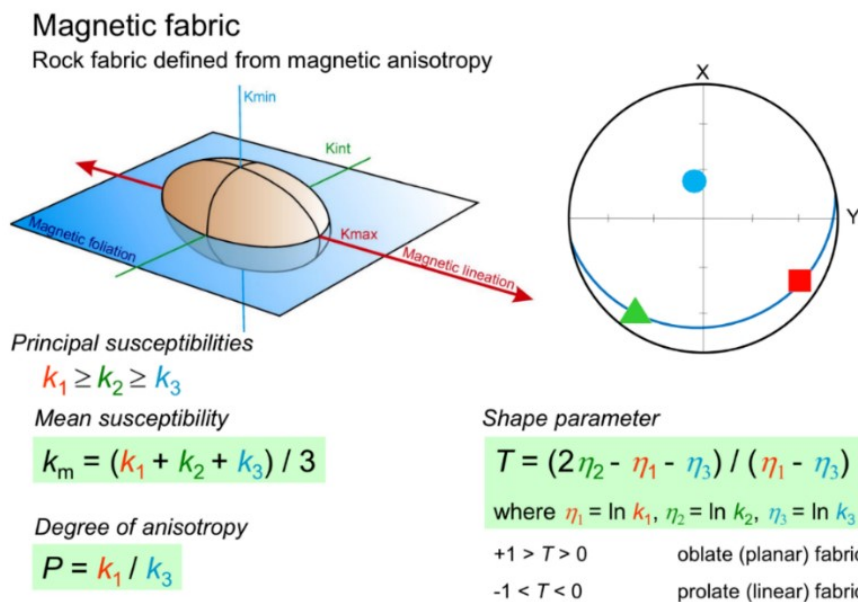 Magnetic fabric
Rock fabric defined from magnetic anisotropy
Kmin
Kint
Kmax
Magnetic foliation
Magnetic lineation
X
Y
Principal susceptibilities
k₁ ≥ k₂ ≥ k₃
Mean susceptibility
kₘ = (k₁ + k₂ + k₃) / 3
Degree of anisotropy
P = k₁ / k₃
Shape parameter
T = (2η₂ - η₁ - η₃) / (η₁ - η₃)
where η₁ = ln k₁, η₂ = ln k₂, η₃ = ln k₃
+1 > T > 0 oblate (planar) fabric
-1 < T < 0 prolate (linear) fabric